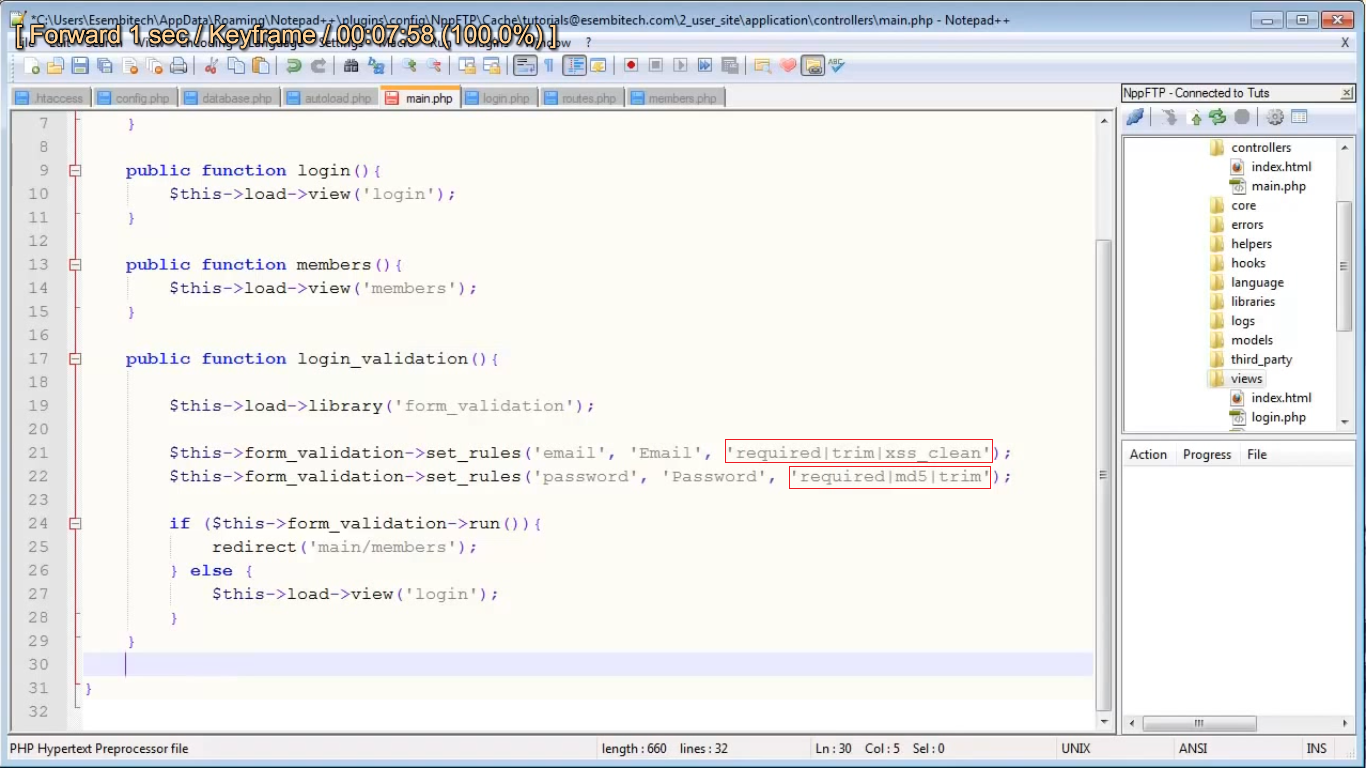 *C:\Users\Esembitech\AppData\Roaming\Notepad++\plugins\config\NppFTP\Cache\tutorials@esembitech.com\2_user_site\application\controllers\main.php - Notepad++
[ Forward 1 sec / Keyframe / 00:07:58 (100.0%) ]
?
X
.htaccess config.php database.php autoload.php main.php login.php routes.php members.php
7 }
8
9 public function login(){
10 $this->load->view('login');
11 }
12
13 public function members(){
14 $this->load->view('members');
15 }
16
17 public function login_validation(){
18
19 $this->load->library('form_validation');
20
21 $this->form_validation->set_rules('email', 'Email', 'required|trim|xss_clean');
22 $this->form_validation->set_rules('password', 'Password', 'required|md5|trim');
23
24 if ($this->form_validation->run()){
25 redirect('main/members');
26 } else {
27 $this->load->view('login');
28 }
29 }
30
31 }
32
NppFTP - Connected to Tuts
controllers
index.html
main.php
core
errors
helpers
hooks
language
libraries
logs
models
third_party
views
index.html
login.php
Action Progress File
PHP Hypertext Preprocessor file length : 660 lines : 32 Ln : 30 Col : 5 Sel : 0 UNIX ANSI INS